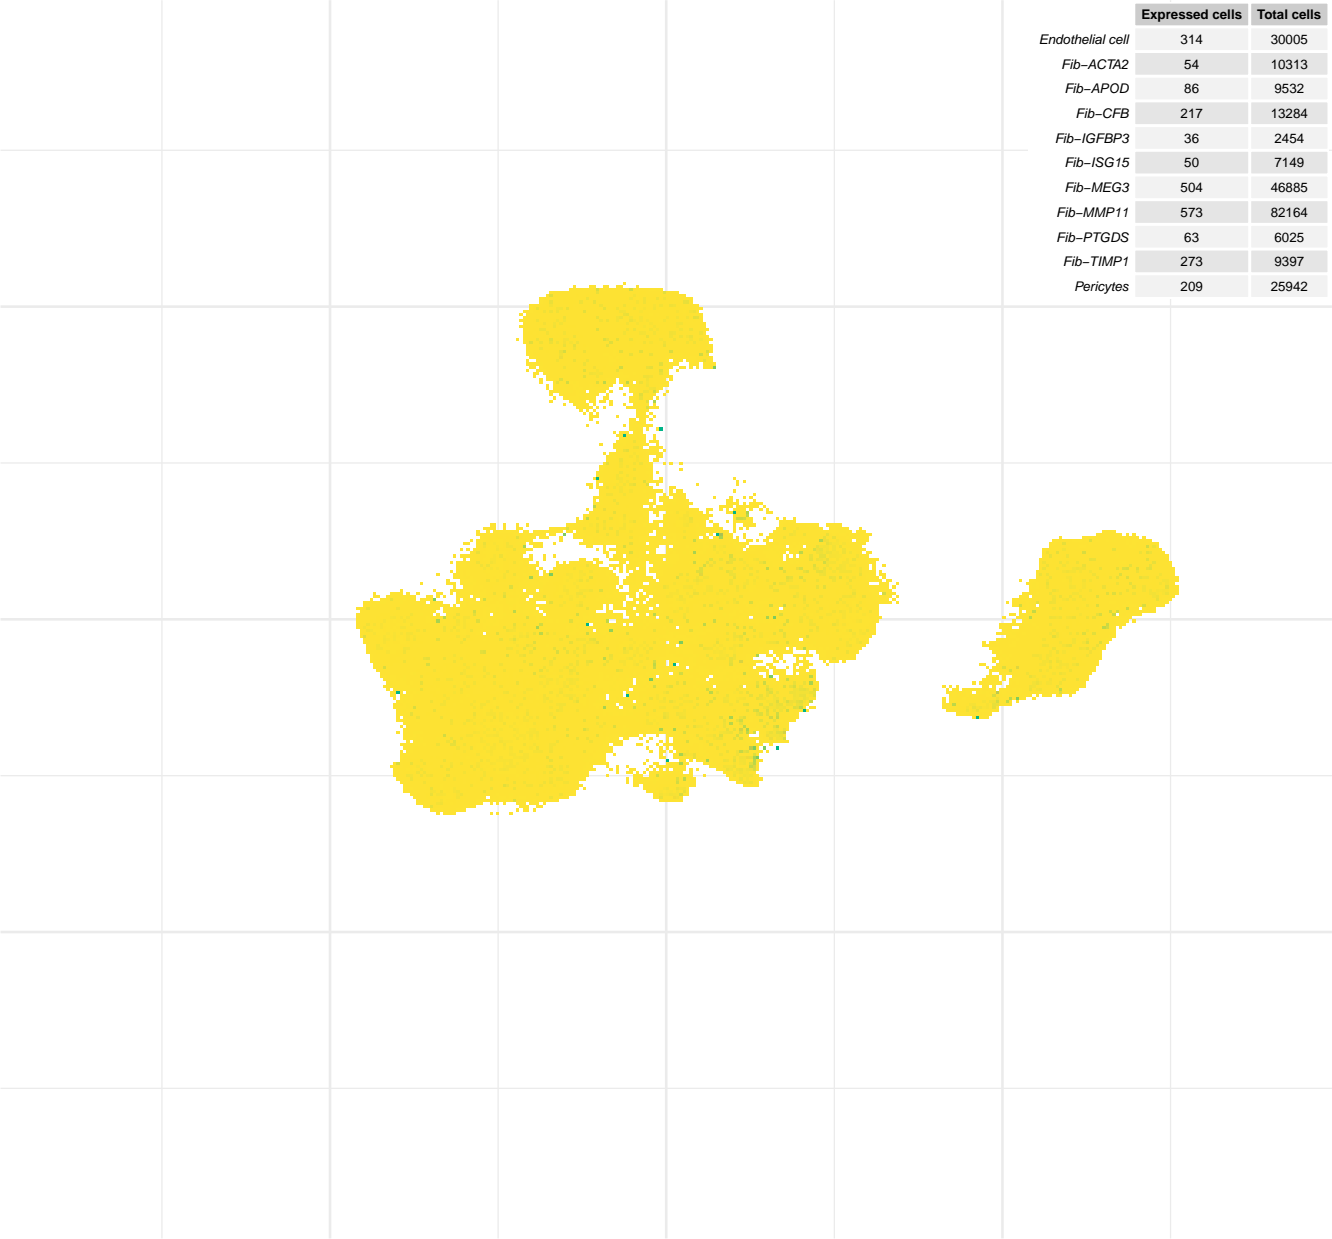 Expressed cells Total cells
Endothelial cell 314 30005
Fib−ACTA2 54 10313
Fib−APOD 86 9532
Fib−CFB 217 13284
Fib−IGFBP3 36 2454
Fib−ISG15 50 7149
Fib−MEG3 504 46885
Fib−MMP11 573 82164
Fib−PTGDS 63 6025
Fib−TIMP1 273 9397
Pericytes 209 25942